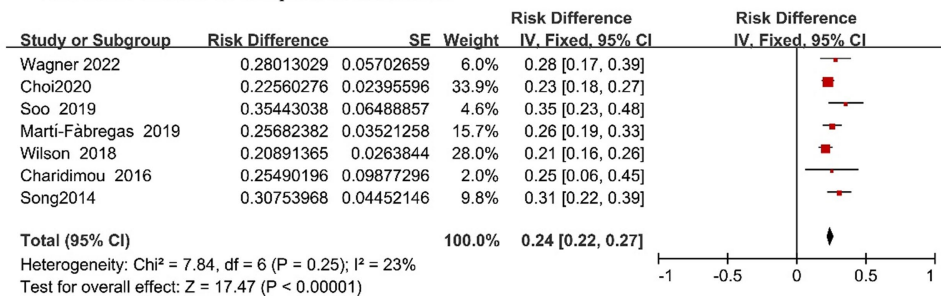 Risk Difference Risk Difference
Study or Subgroup Risk Difference SE Weight IV, Fixed, 95% CI IV, Fixed, 95% CI
Wagner 2022 0.28013029 0.05702659 6.0% 0.28 [0.17, 0.39]
Choi2020 0.22560276 0.02395596 33.9% 0.23 [0.18, 0.27]
Soo 2019 0.35443038 0.06488857 4.6% 0.35 [0.23, 0.48]
Martí-Fàbregas 2019 0.25682382 0.03521258 15.7% 0.26 [0.19, 0.33]
Wilson 2018 0.20891365 0.0263844 28.0% 0.21 [0.16, 0.26]
Charidimou 2016 0.25490196 0.09877296 2.0% 0.25 [0.06, 0.45]
Song2014 0.30753968 0.04452146 9.8% 0.31 [0.22, 0.39]
Total (95% CI) 100.0% 0.24 [0.22, 0.27]
Heterogeneity: Chi² = 7.84, df = 6 (P = 0.25); I² = 23%
Test for overall effect: Z = 17.47 (P < 0.00001)
-1 -0.5 0 0.5 1